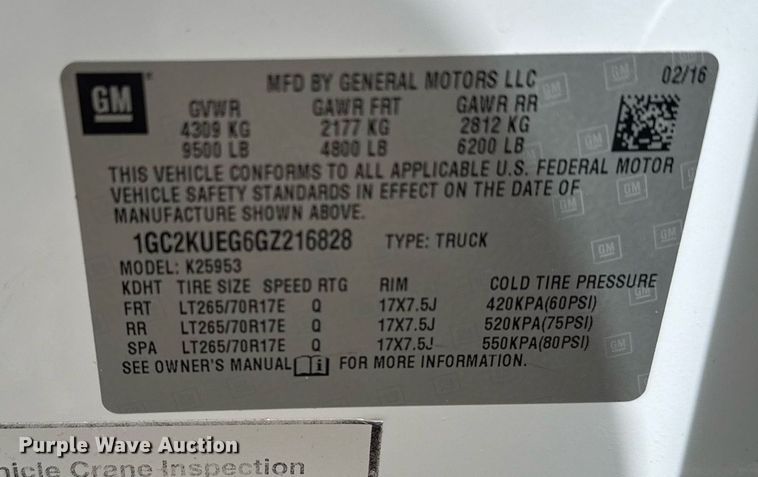 GM
MFD BY GENERAL MOTORS LLC 02/16
GVWR GAWR FRT GAWR RR
4309 KG 2177 KG 2812 KG
9500 LB 4800 LB 6200 LB
THIS VEHICLE CONFORMS TO ALL APPLICABLE U.S. FEDERAL MOTOR
VEHICLE SAFETY STANDARDS IN EFFECT ON THE DATE OF
MANUFACTURE SHOWN ABOVE.
1GC2KUEG6GZ216828 TYPE: TRUCK
MODEL: K25953
KDHT TIRE SIZE SPEED RTG RIM COLD TIRE PRESSURE
FRT LT265/70R17E Q 17X7.5J 420KPA(60PSI)
RR LT265/70R17E Q 17X7.5J 520KPA(75PSI)
SPA LT265/70R17E Q 17X7.5J 550KPA(80PSI)
SEE OWNER'S MANUAL FOR MORE INFORMATION.
Purple Wave Auction
hicle Crane Inspection